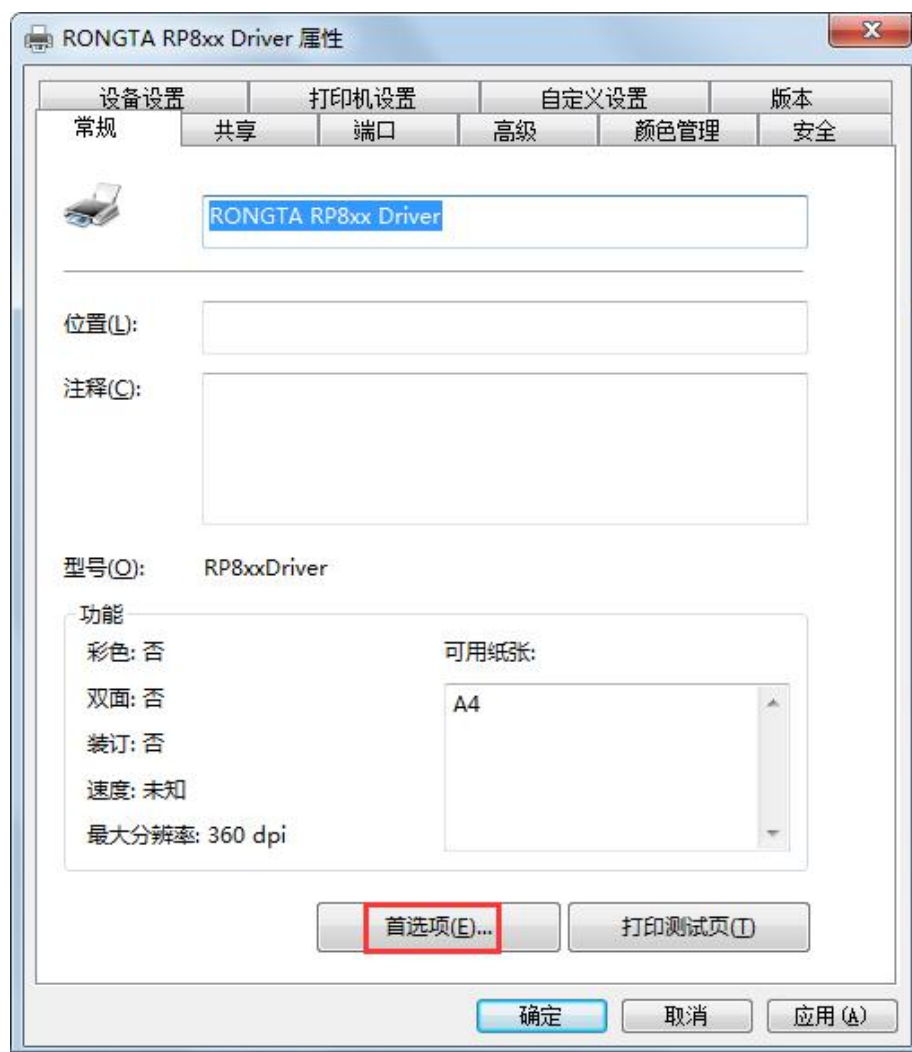 RONGTA RP8xx Driver 属性
设备设置 打印机设置 自定义设置 版本
常规 共享 端口 高级 颜色管理 安全
RONGTA RP8xx Driver
位置(L):
注释(C):
型号(O): RP8xxDriver
功能
彩色: 否 可用纸张:
双面: 否 A4
装订: 否
速度: 未知
最大分辨率: 360 dpi
首选项(E)... 打印测试页(T)
确定 取消 应用(A)